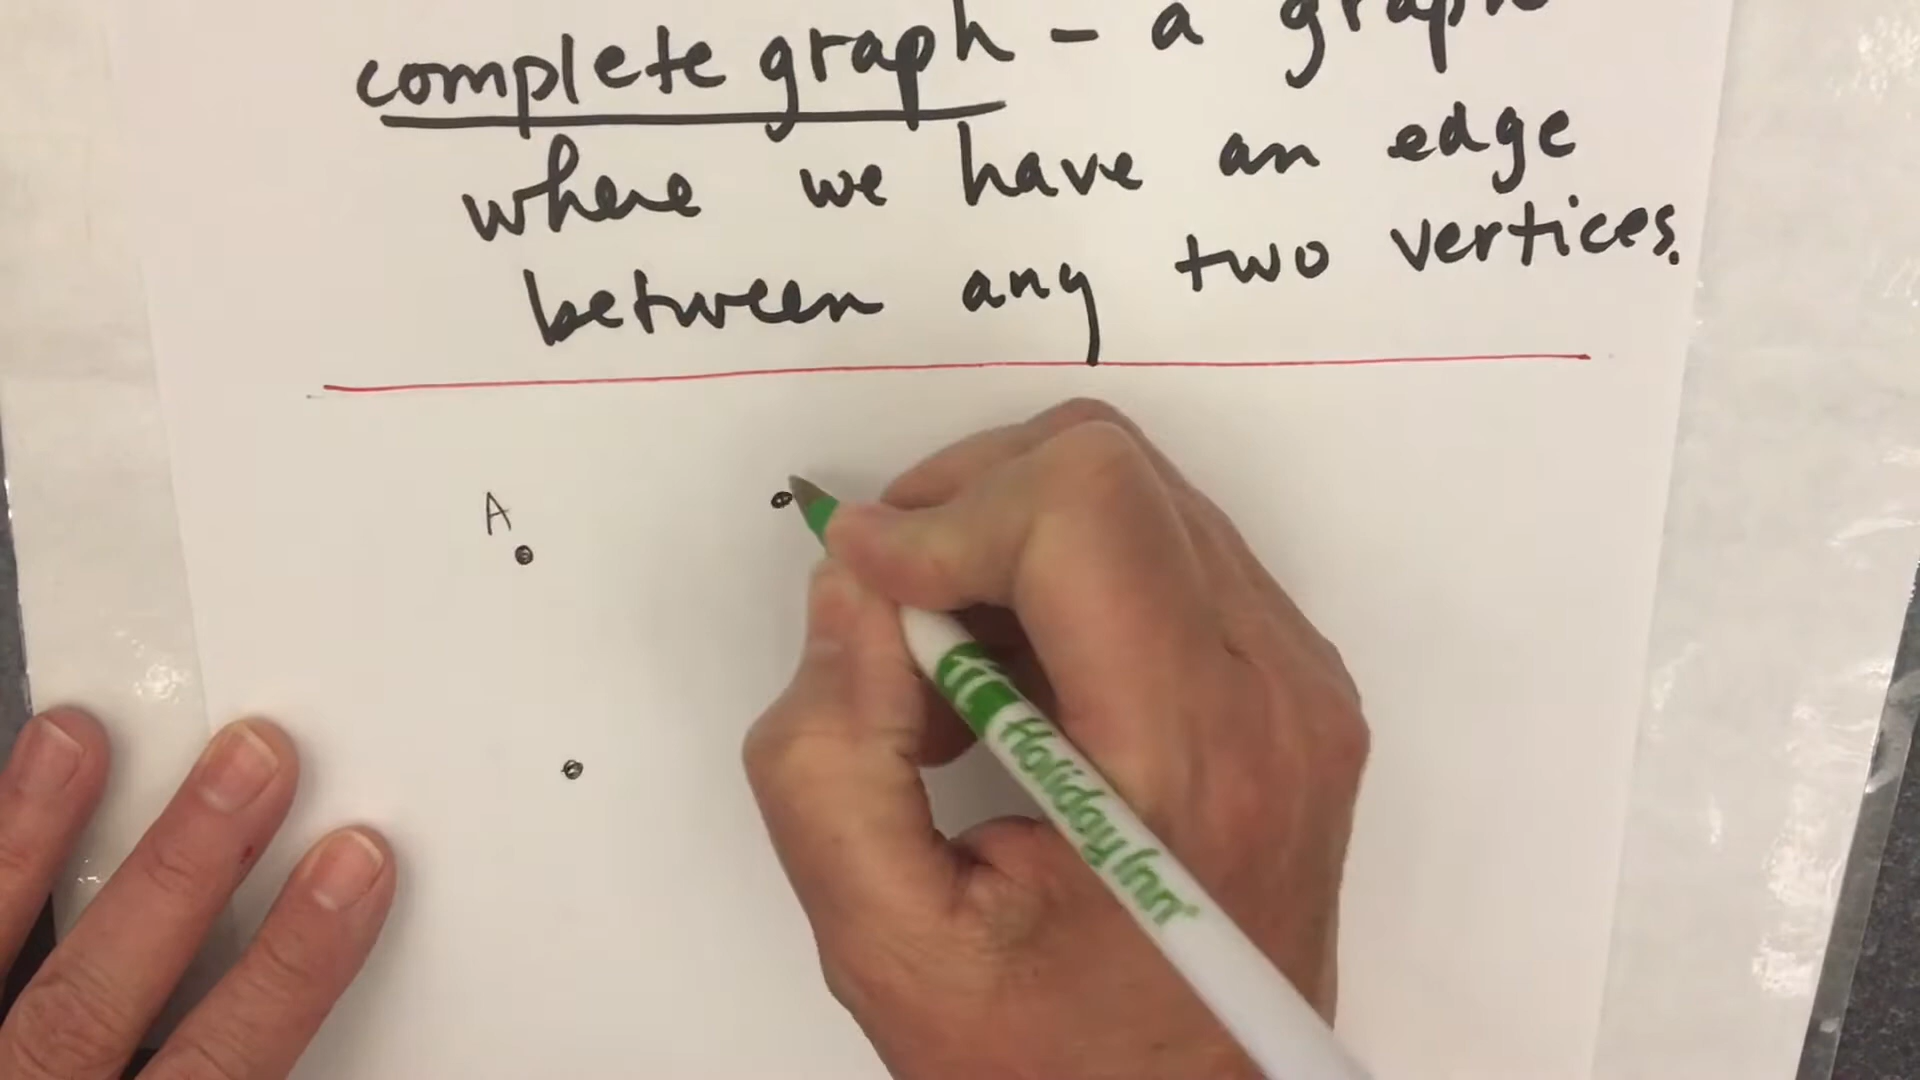 complete graph - a graph
where we have an edge
between any two vertices.
A
Holiday Inn